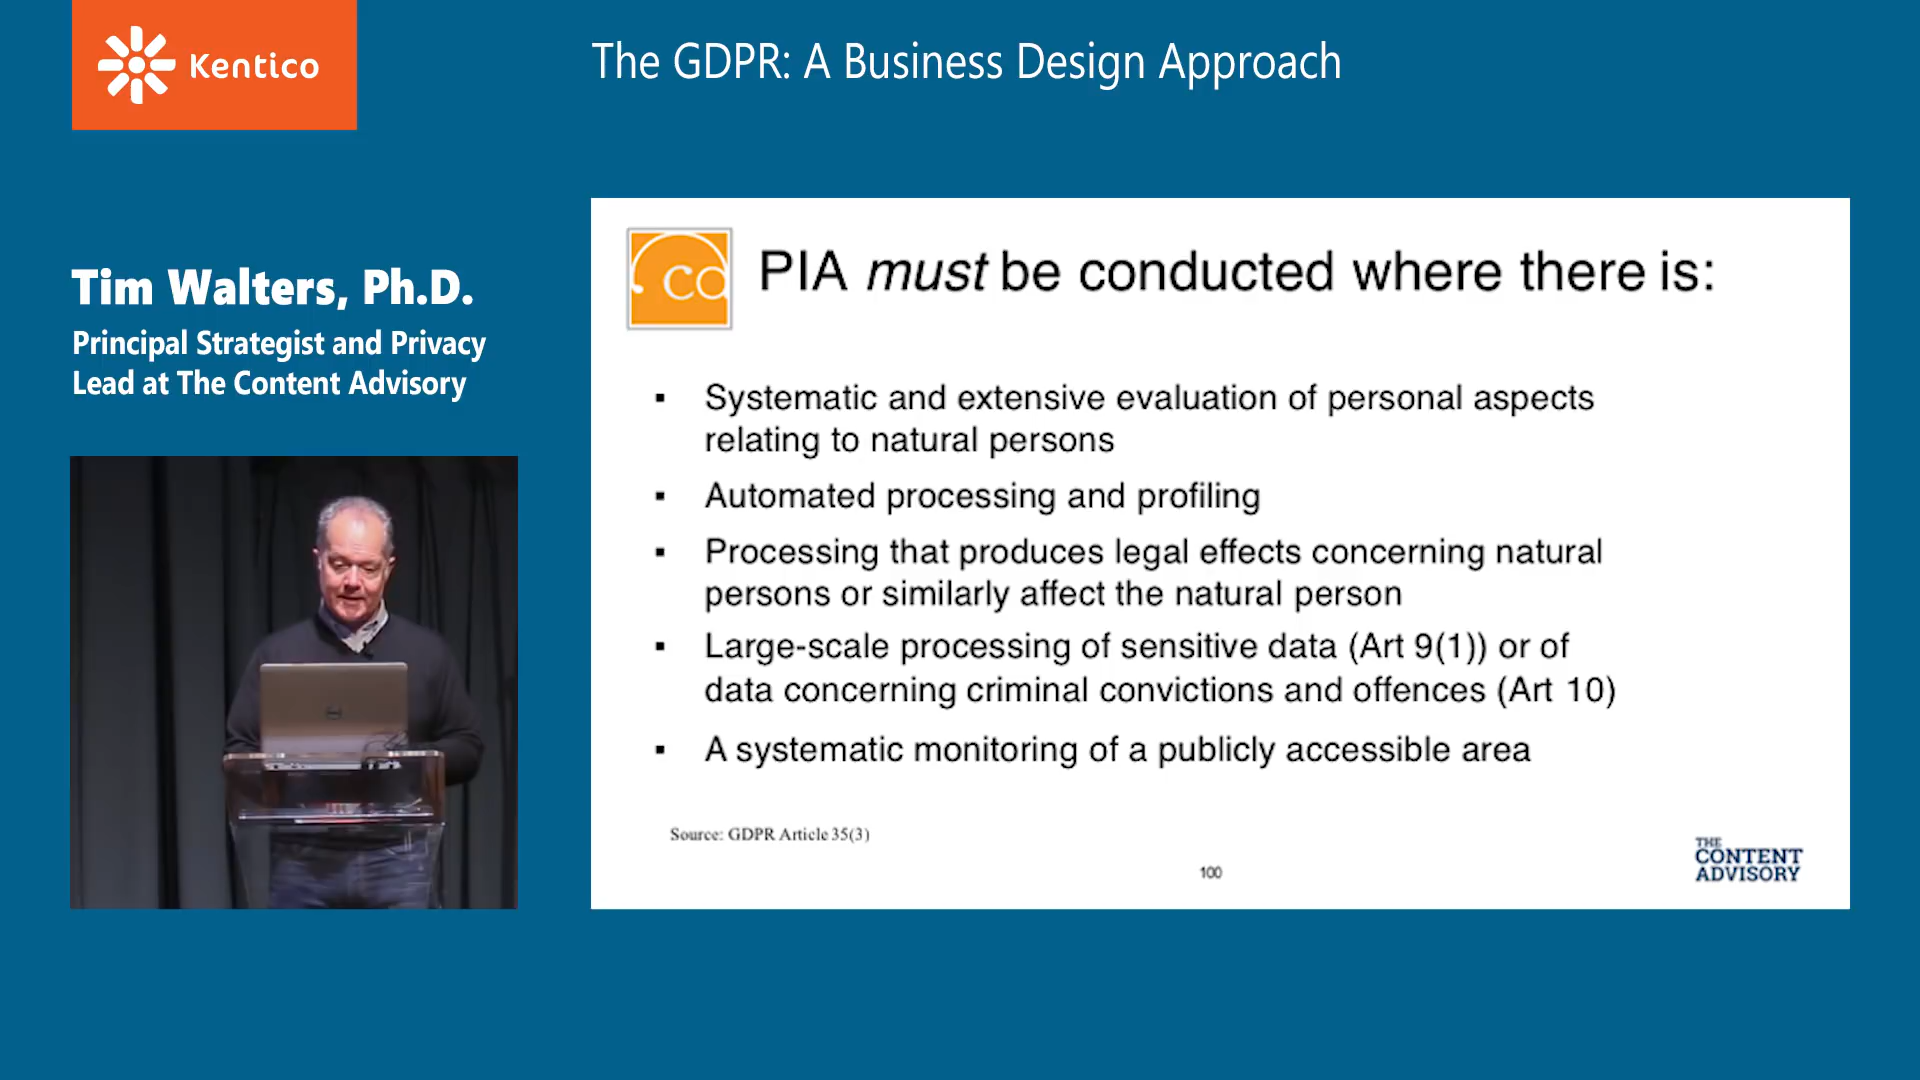 Kentico
The GDPR: A Business Design Approach
Tim Walters, Ph.D.
Principal Strategist and Privacy
Lead at The Content Advisory
ca
PIA must be conducted where there is:
▪ Systematic and extensive evaluation of personal aspects
relating to natural persons
▪ Automated processing and profiling
▪ Processing that produces legal effects concerning natural
persons or similarly affect the natural person
▪ Large-scale processing of sensitive data (Art 9(1)) or of
data concerning criminal convictions and offences (Art 10)
▪ A systematic monitoring of a publicly accessible area
Source: GDPR Article 35(3)
100
THE
CONTENT
ADVISORY